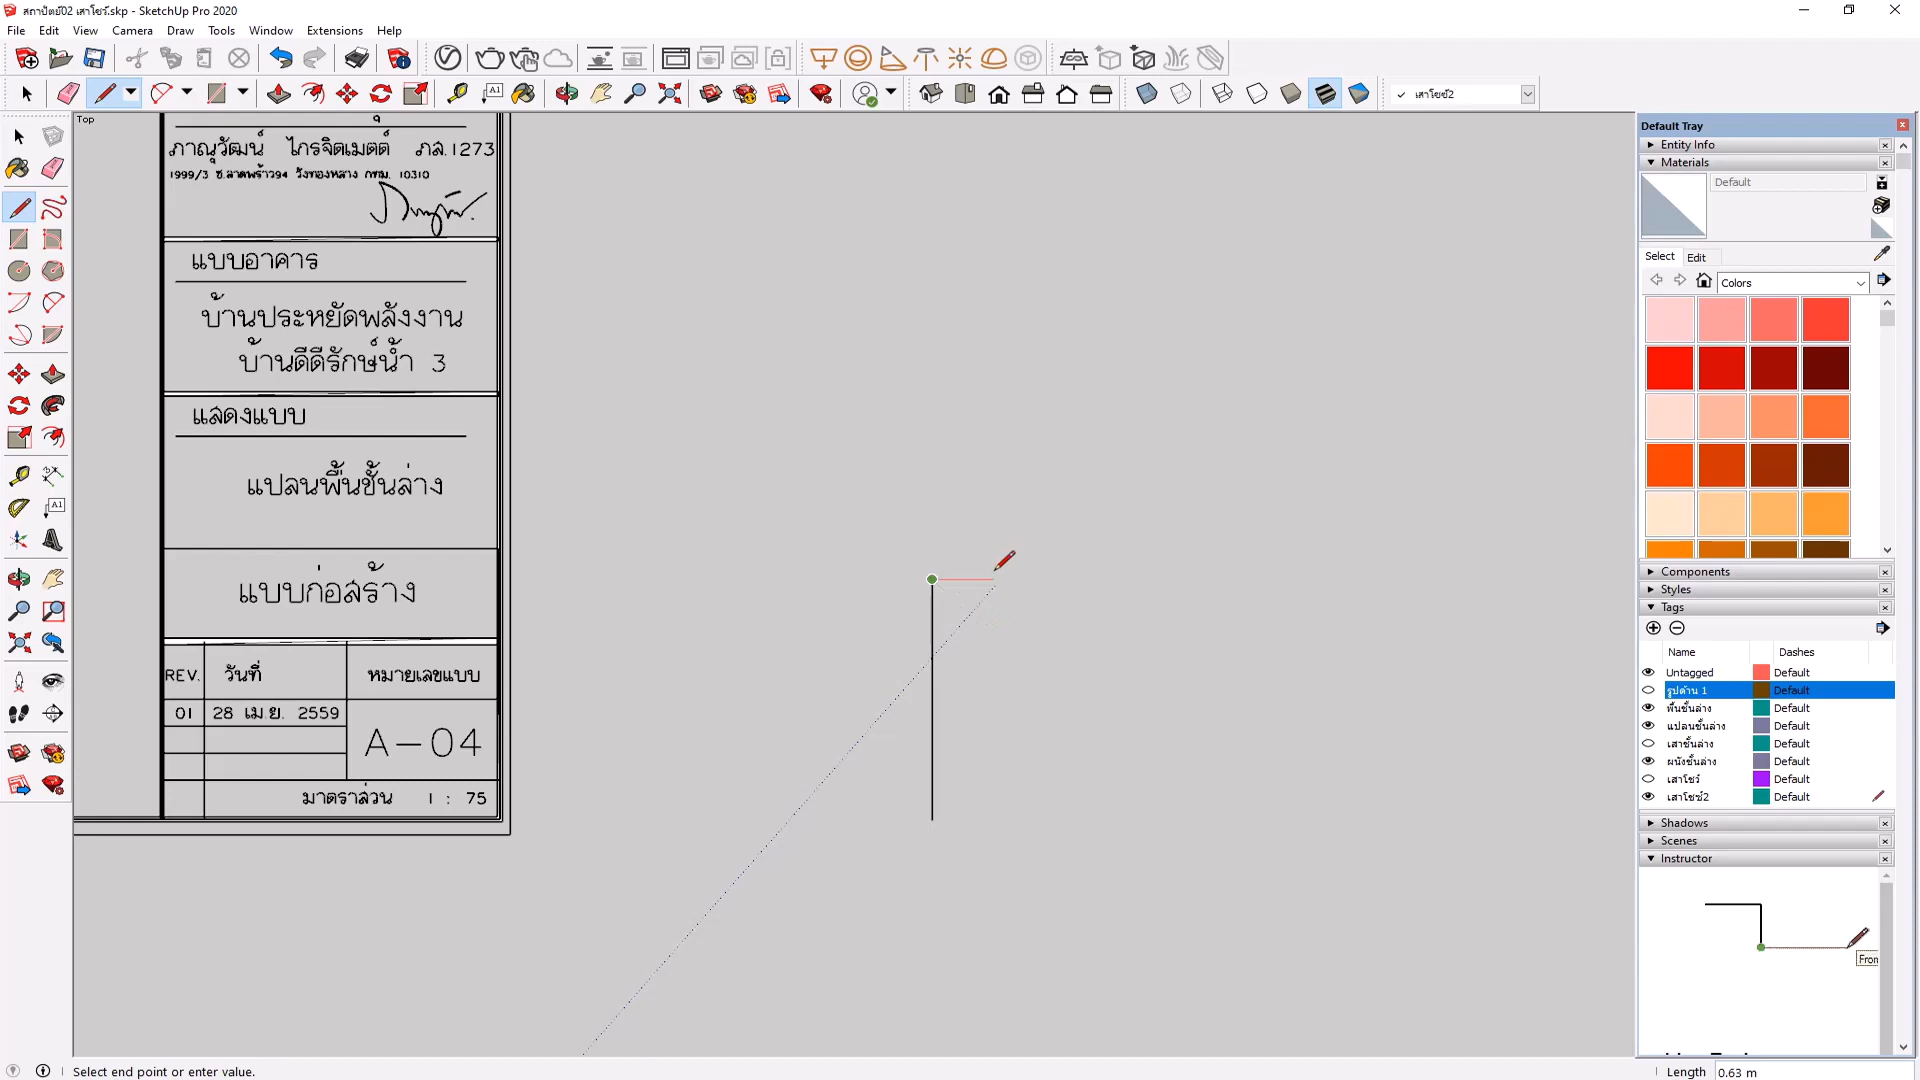 สถาปัตย์02 เสาโชว์.skp - SketchUp Pro 2020
File Edit View Camera Draw Tools Window Extensions Help
A1
✓ เสาโชช์2
Top
ภาณุวัฒน์ ไกรจิตเมตต์ ภส.1273
1999/3 ซ.ลาดพร้าว94 วังทองหลาง กทม. 10310
แบบอาคาร
บ้านประหยัดพลังงาน
บ้านดีดีรักษ์น้ำ 3
แสดงแบบ
แปลนพื้นชั้นล่าง
แบบก่อสร้าง
REV. วันที่ หมายเลขแบบ
01 28 เม.ย. 2559
A-04
มาตราส่วน 1 : 75
Default Tray
Entity Info
Materials
Default
Select Edit
Colors
A1
Components
Styles
Tags
Name Dashes
Untagged Default
รูปด้าน 1 Default
พื้นชั้นล่าง Default
แปลนชั้นล่าง Default
เสาชั้นล่าง Default
ผนังชั้นล่าง Default
เสาโชว์ Default
เสาโชช์2 Default
Shadows
Scenes
Instructor
Select end point or enter value.
Length 0.63 m